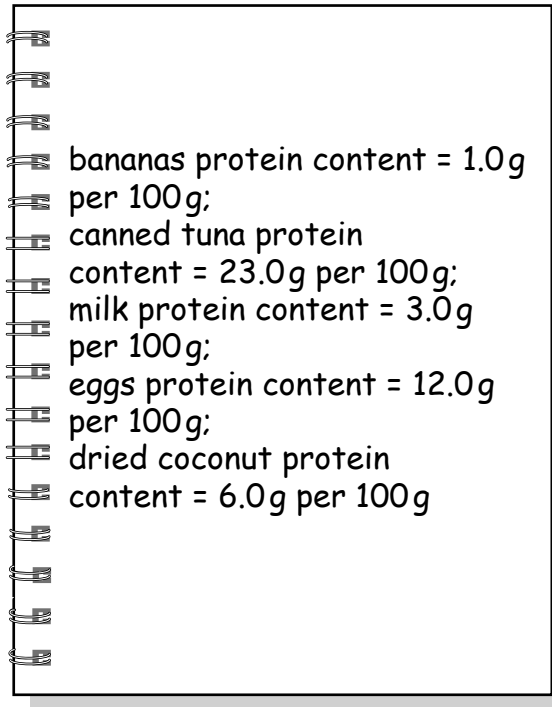 bananas protein content = 1.0g
per 100g;
canned tuna protein
content = 23.0g per 100g;
milk protein content = 3.0g
per 100g;
eggs protein content = 12.0g
per 100g;
dried coconut protein
content = 6.0g per 100g